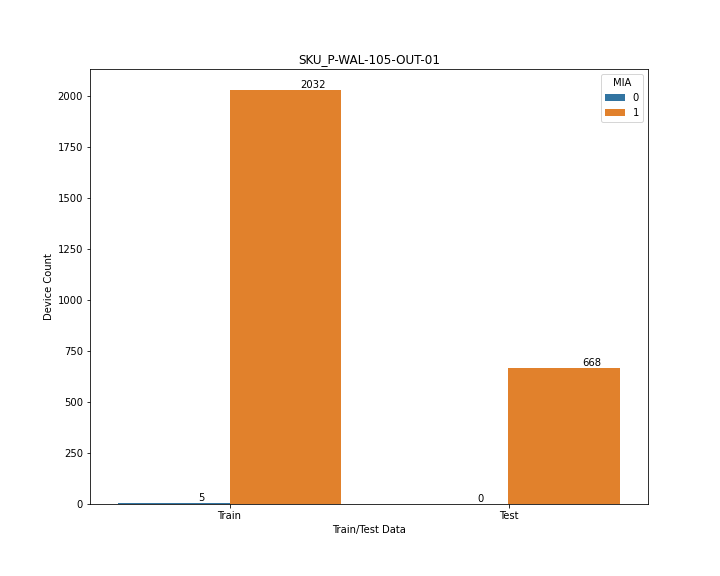 SKU_P-WAL-105-OUT-01
MIA
0
1
2032
668
5
0
2000
1750
1500
1250
1000
750
500
250
0
Device Count
Train
Test
Train/Test Data